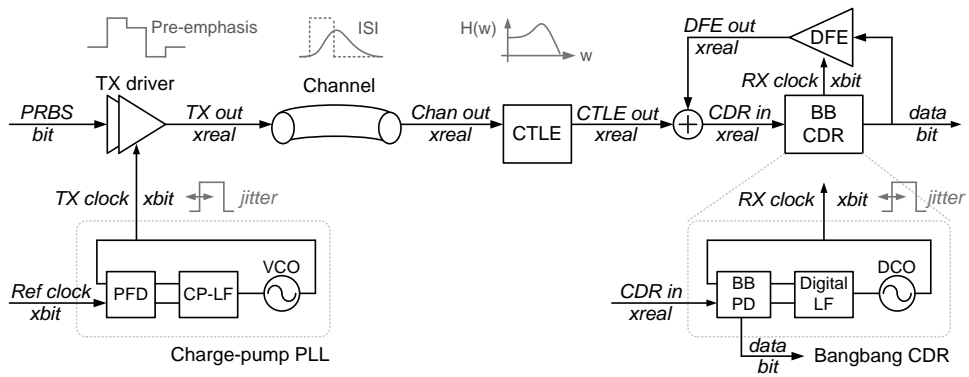 Pre-emphasis
ISI
H(w)
w
DFE out
xreal
DFE
TX driver
Channel
RX clock
xbit
PRBS
bit
TX out
xreal
Chan out
xreal
CTLE
CTLE out
xreal
CDR in
xreal
BB
CDR
data
bit
TX clock
xbit
jitter
RX clock
xbit
jitter
Ref clock
xbit
PFD
CP-LF
VCO
CDR in
xreal
BB
PD
Digital
LF
DCO
data
bit
Charge-pump PLL
Bangbang CDR